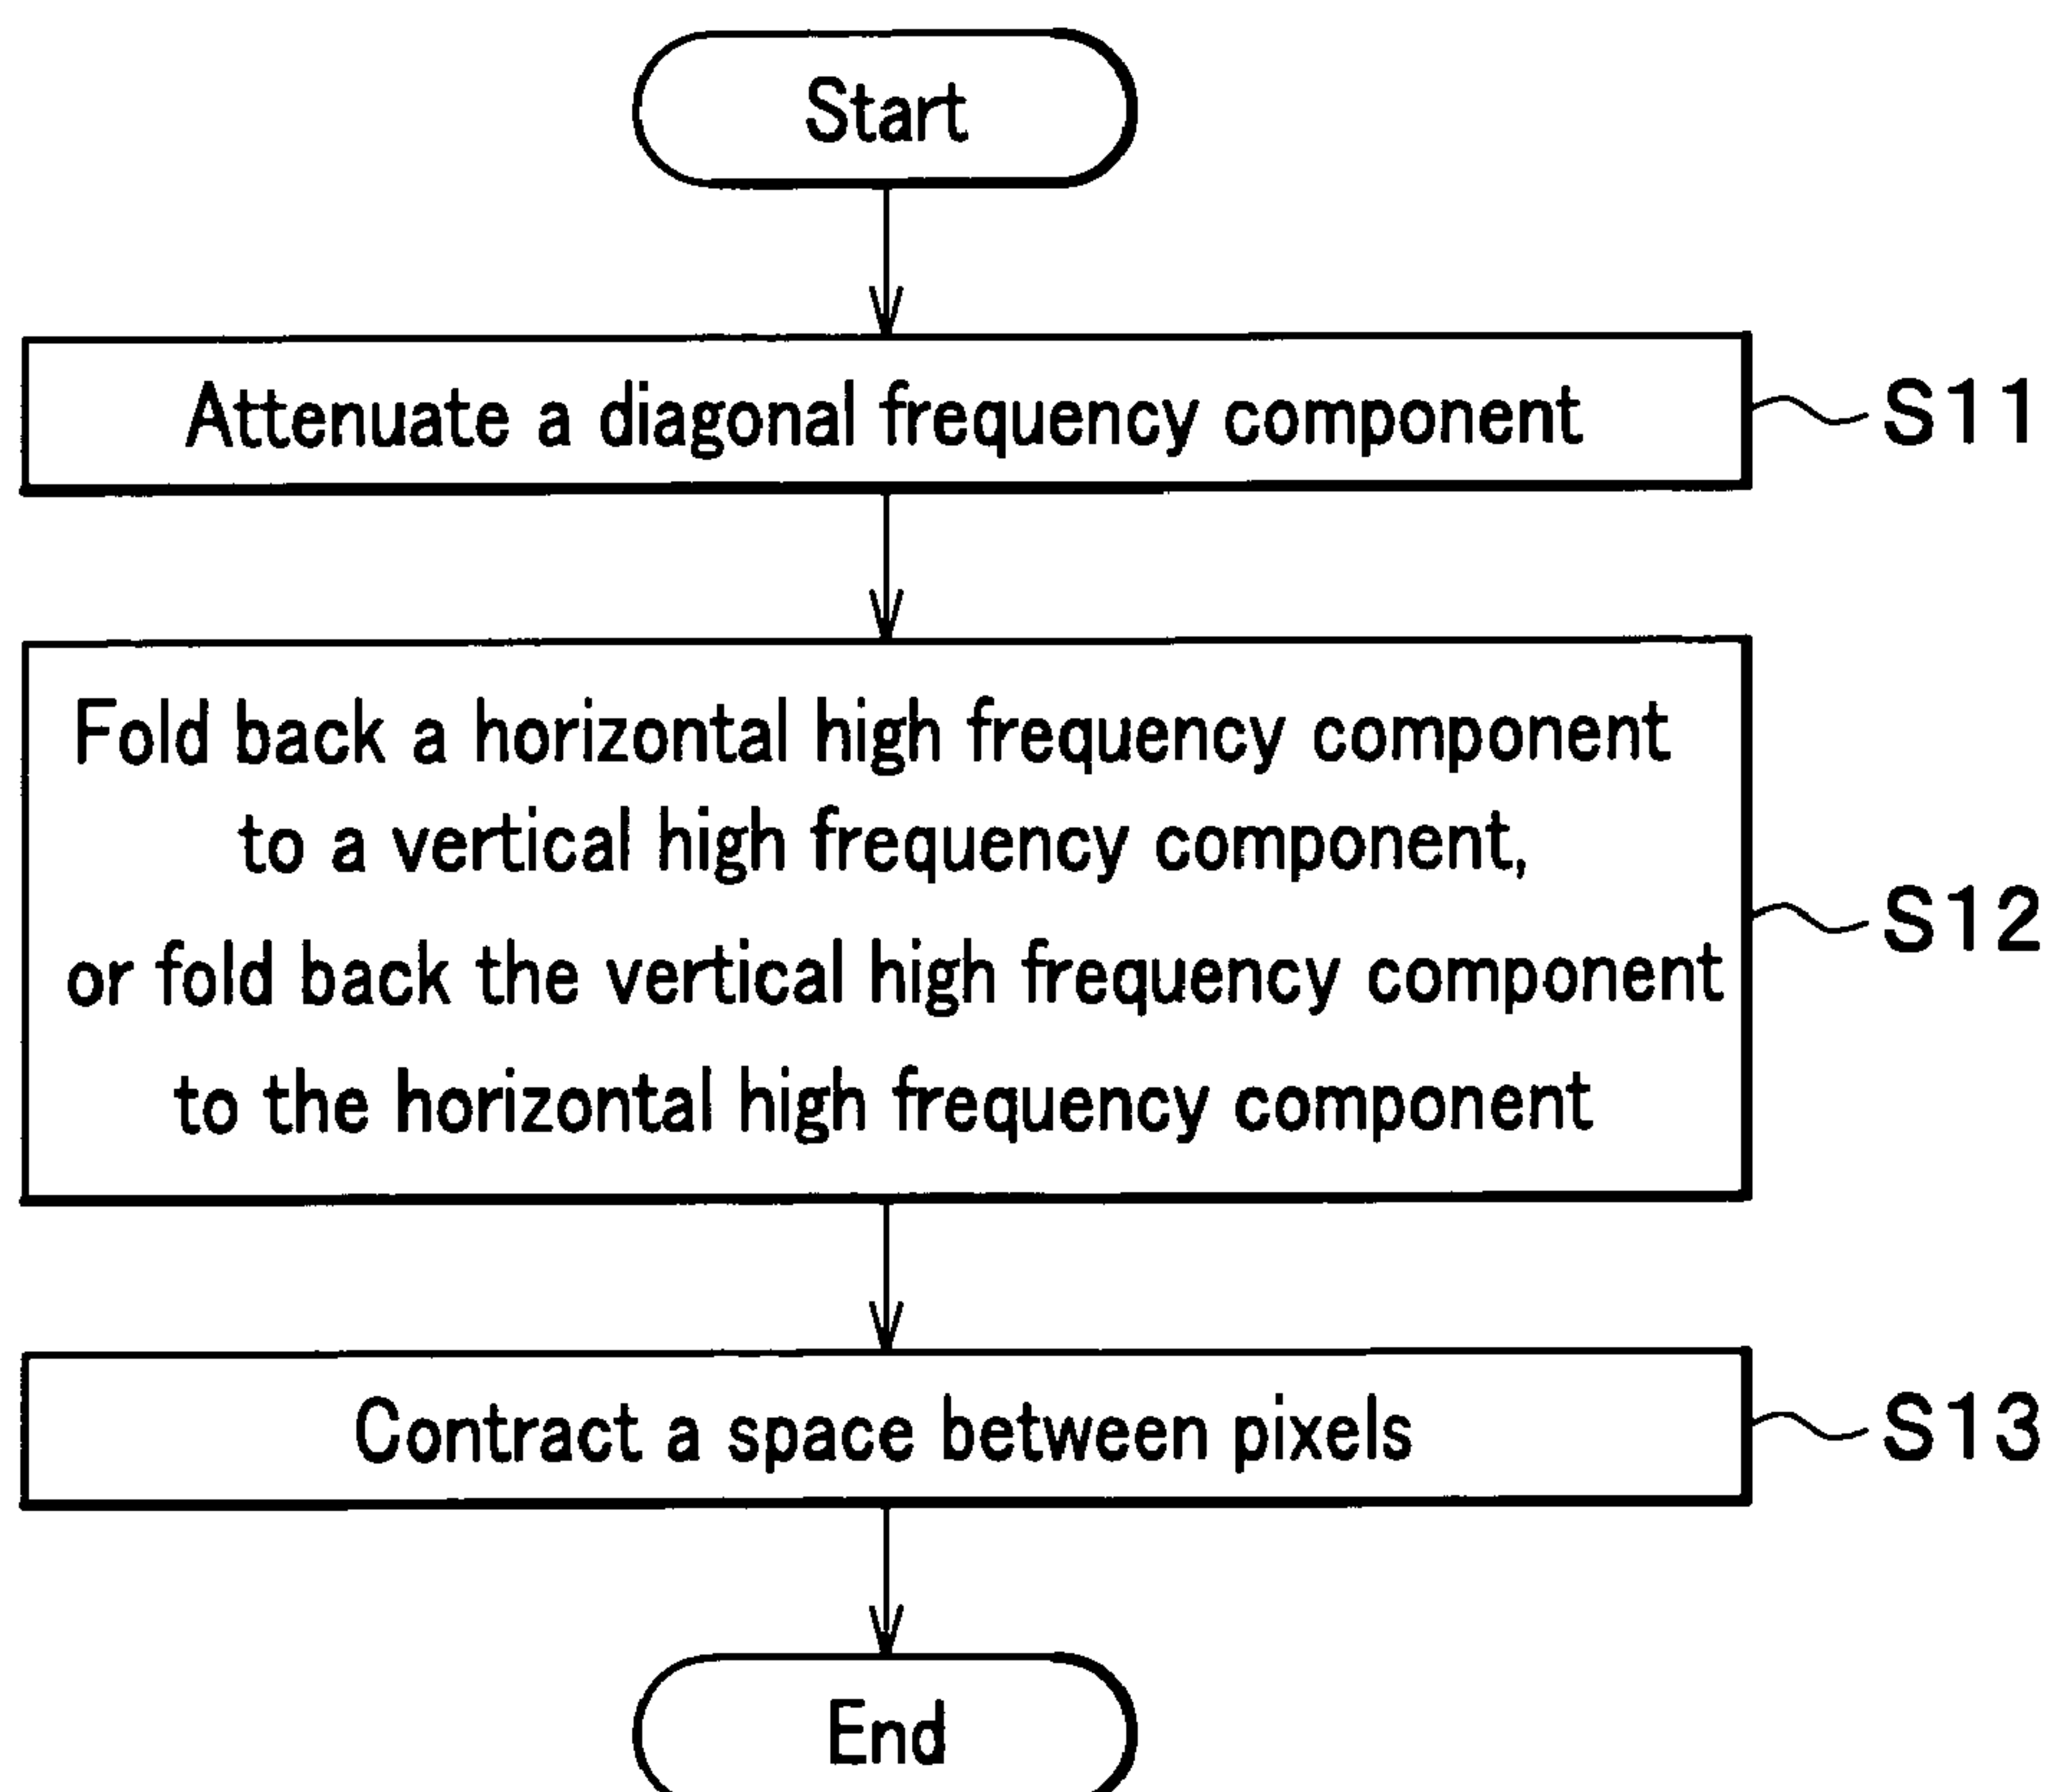 Start
Attenuate a diagonal frequency component
S11
Fold back a horizontal high frequency component
to a vertical high frequency component,
or fold back the vertical high frequency component
to the horizontal high frequency component
S12
Contract a space between pixels
S13
End